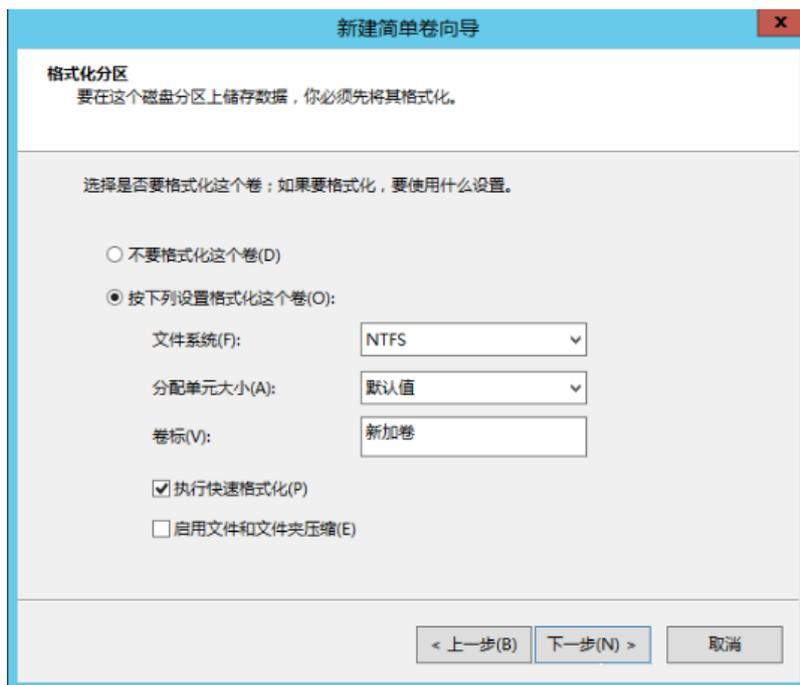 新建简单卷向导
x
格式化分区
要在这个磁盘分区上储存数据，你必须先将其格式化。
选择是否要格式化这个卷；如果要格式化，要使用什么设置。
不要格式化这个卷(D)
按下列设置格式化这个卷(O):
文件系统(F): NTFS
分配单元大小(A): 默认值
卷标(V): 新加卷
执行快速格式化(P)
启用文件和文件夹压缩(E)
< 上一步(B) 下一步(N) > 取消